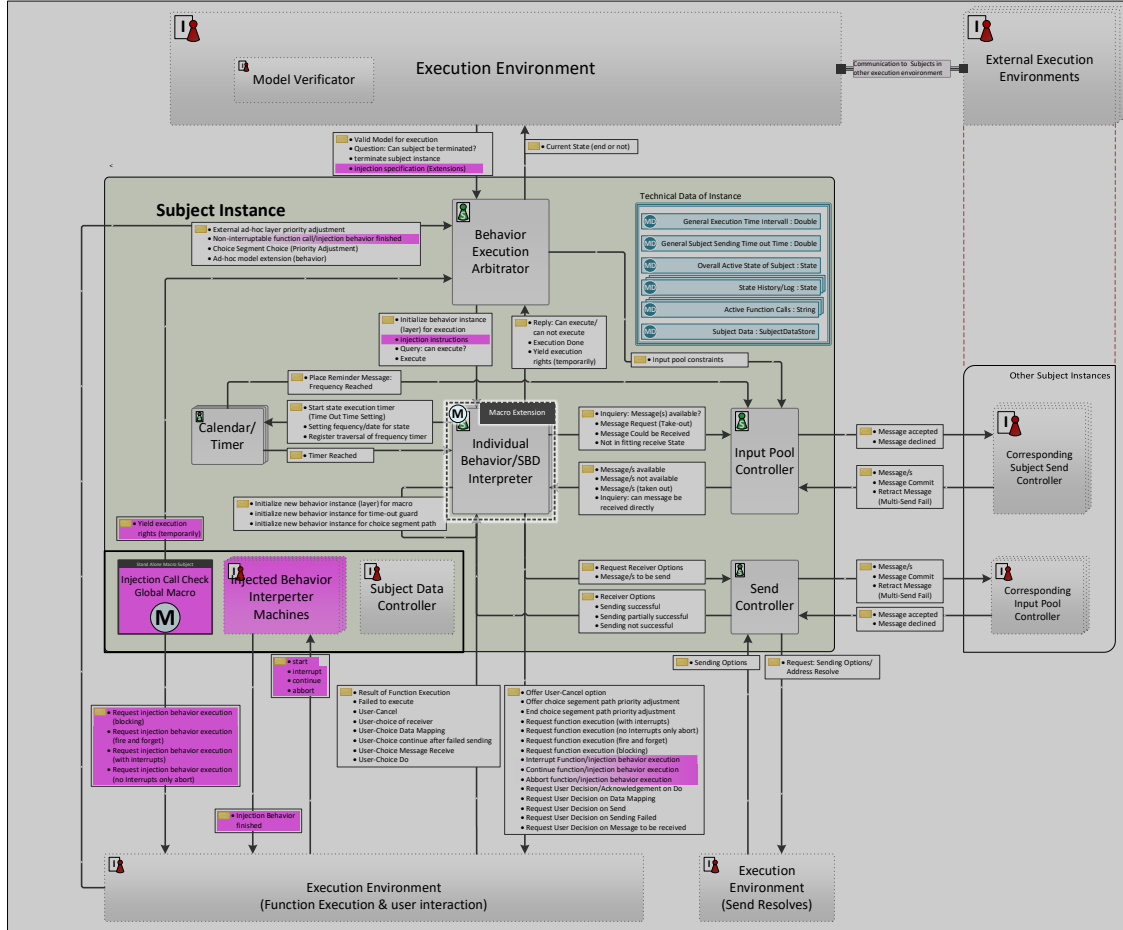 Execution Environment
Model Verificator
Communication to Subjects in
other execution envoironment
External Execution
Environments
• Valid Model for execution
• Question: Can subject be terminated?
• terminate subject instance
• injection specification (Extensions)
• Current State (end or not)
<
Subject Instance
• External ad-hoc layer priority adjustment
• Non-interruptable function call/injection behavior finished
• Choice Segment Choice (Priority Adjustment)
• Ad-hoc model extension (behavior)
Behavior
Execution
Arbitrator
Technical Data of Instance
MD General Execution Time Intervall : Double
MD General Subject Sending Time out Time : Double
MD Overall Active State of Subject : State
MD State History/Log : State
MD Active Function Calls : String
MD Subject Data : SubjectDataStore
• Initialize behavior instance
(layer) for execution
• injection instructions
• Query: can execute?
• Execute
• Reply: Can execute/
can not execute
• Execution Done
• Yield execution
rights (temporarily)
• Input pool constraints
• Place Reminder Message:
Frequency Reached
Other Subject Instances
Calendar/
Timer
• Start state execution timer
(Time Out Time Setting)
• Setting fequency/date for state
• Register traversal of frequency timer
• Timer Reached
M
Macro Extension
Individual
Behavior/SBD
Interpreter
• Inquiery: Message(s) available?
• Message Request (Take-out)
• Message Could be Received
• Not in fitting receive State
• Message/s available
• Message/s not available
• Message/s (taken out)
• Inquiery: can message be
received directly
Input Pool
Controller
• Message accepted
• Message declined
• Message/s
• Message Commit
• Retract Message
(Multi-Send Fail)
Corresponding
Subject Send
Controller
• Initialize new behavior instance (layer) for macro
• initialize new behavior instance for time-out guard
• initialize new behavior instance for choice segment path
• Yield execution
rights (temporarily)
Stand Alone Macro Subject
Injection Call Check
Global Macro
M
Injected Behavior
Interperter
Machines
Subject Data
Controller
• Request Receiver Options
• Message/s to be send
• Receiver Options
• Sending successful
• Sending partially successful
• Sending not successful
Send
Controller
• Message/s
• Message Commit
• Retract Message
(Multi-Send Fail)
• Message accepted
• Message declined
Corresponding
Input Pool
Controller
• start
• interrupt
• continue
• abbort
• Sending Options
• Request: Sending Options/
Address Resolve
• Request injection behavior execution
(blocking)
• Request injection behavior execution
(fire and forget)
• Request injection behavior execution
(with interrupts)
• Request injection behavior execution
(no Interrupts only abort)
• Result of Function Execution
• Failed to execute
• User-Cancel
• User-choice of receiver
• User-Choice Data Mapping
• User-Choice continue after failed sending
• User-Choice Message Receive
• User-Choice Do
• Offer User-Cancel option
• Offer choice segement path priority adjustment
• End choice segement path priority adjustment
• Request function execution (with interrupts)
• Request function execution (no Interrupts only abort)
• Request function execution (fire and forget)
• Request function execution (blocking)
• Interrupt Function/injection behavior execution
• Continue function/injection behavior execution
• Abbort function/injection behavior execution
• Request User Decision/Acknowledgement on Do
• Request User Decision on Data Mapping
• Request User Decision on Send
• Request User Decision on Sending Failed
• Request User Decision on Message to be received
• Injection Behavior
finished
Execution Environment
(Function Execution & user interaction)
Execution
Environment
(Send Resolves)